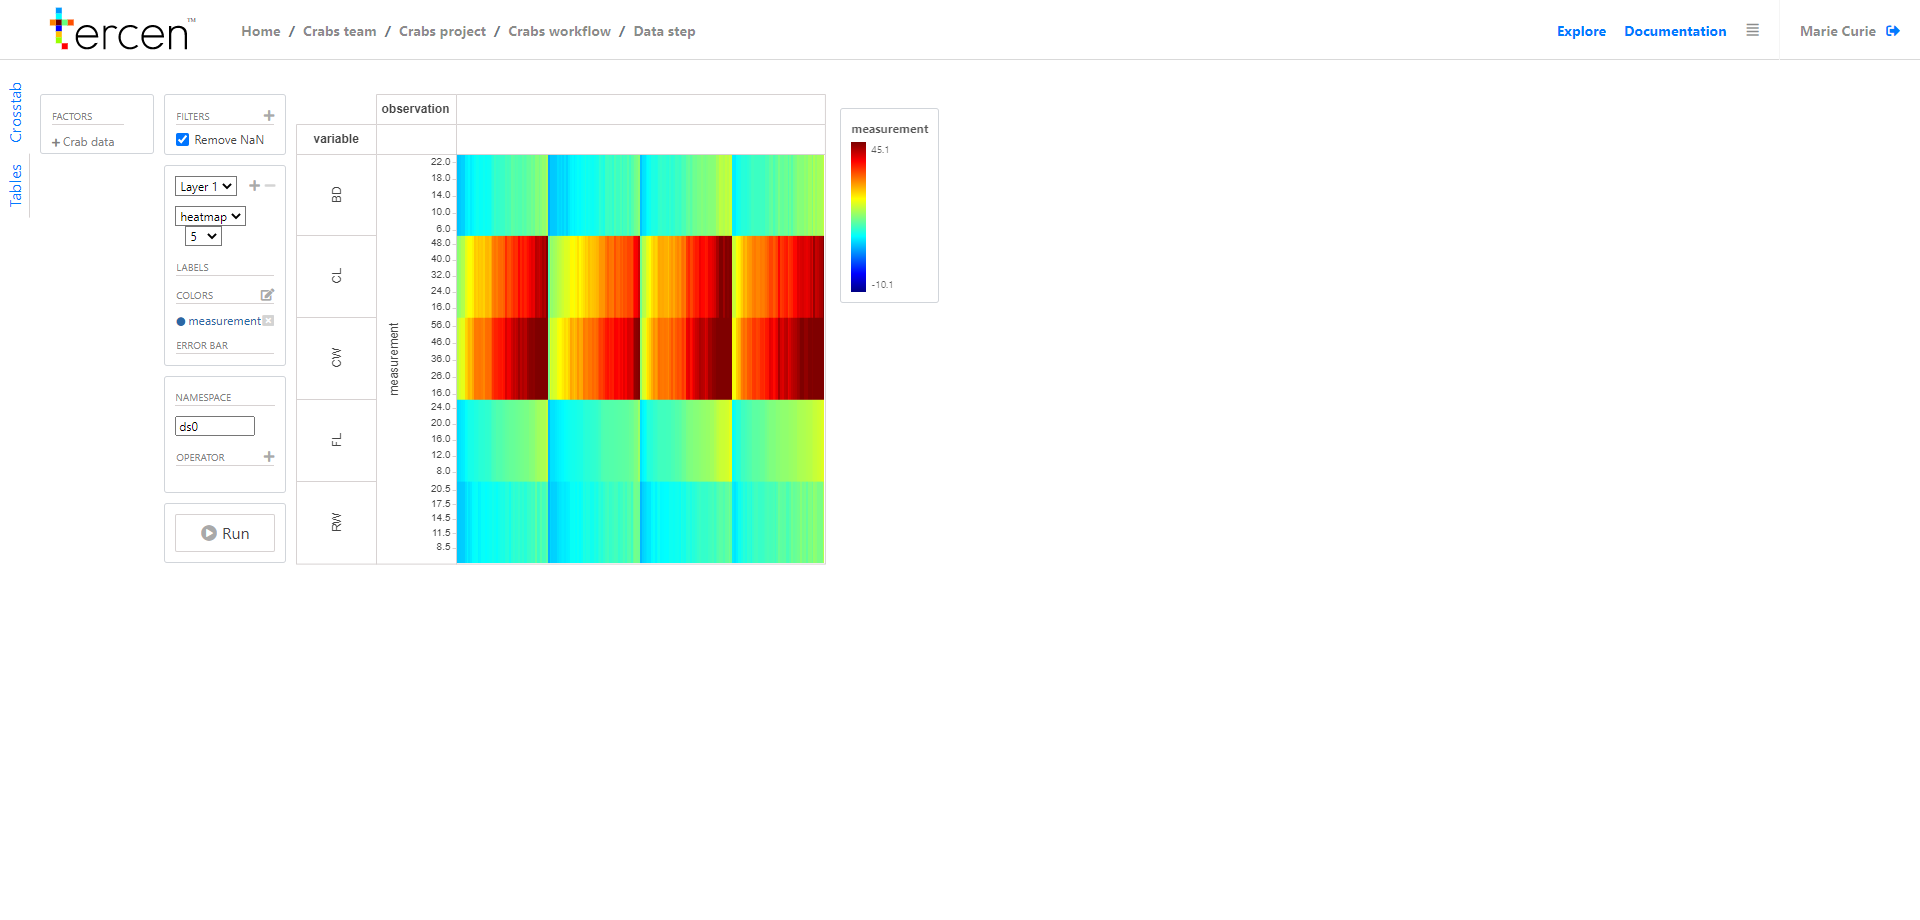 tercen™
Home / Crabs team / Crabs project / Crabs workflow / Data step
Explore Documentation Marie Curie
Crosstab
Tables
FACTORS
+ Crab data
FILTERS
Remove NaN
Layer 1
heatmap
5
LABELS
COLORS
measurement
ERROR BAR
NAMESPACE
ds0
OPERATOR
Run
observation
variable
measurement
BD
22.0
18.0
14.0
10.0
6.0
CL
48.0
40.0
32.0
24.0
16.0
CW
56.0
46.0
36.0
26.0
16.0
FL
24.0
20.0
16.0
12.0
8.0
RW
20.5
17.5
14.5
11.5
8.5
measurement
45.1
-10.1